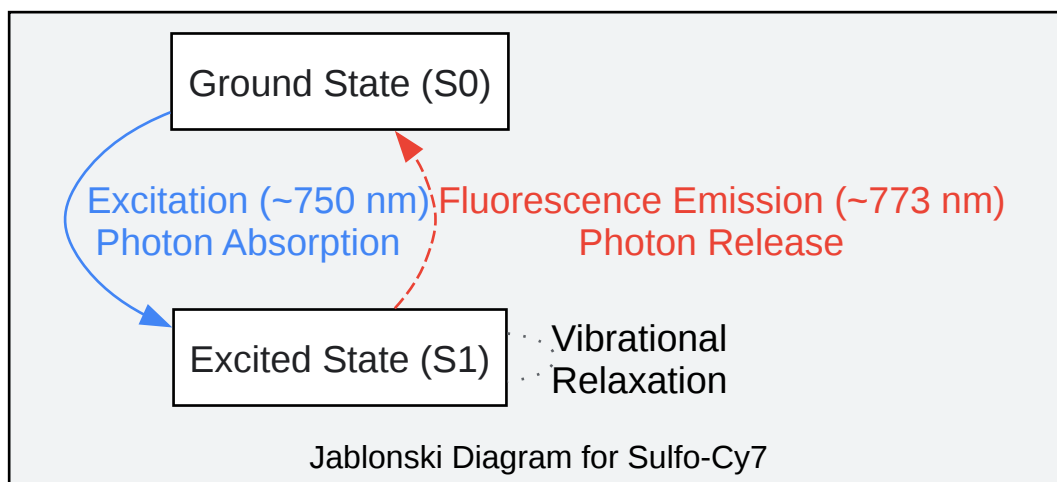 Ground State (S0)
Excitation (~750 nm)
Photon Absorption
Fluorescence Emission (~773 nm)
Photon Release
Excited State (S1)
Vibrational
Relaxation
Jablonski Diagram for Sulfo-Cy7